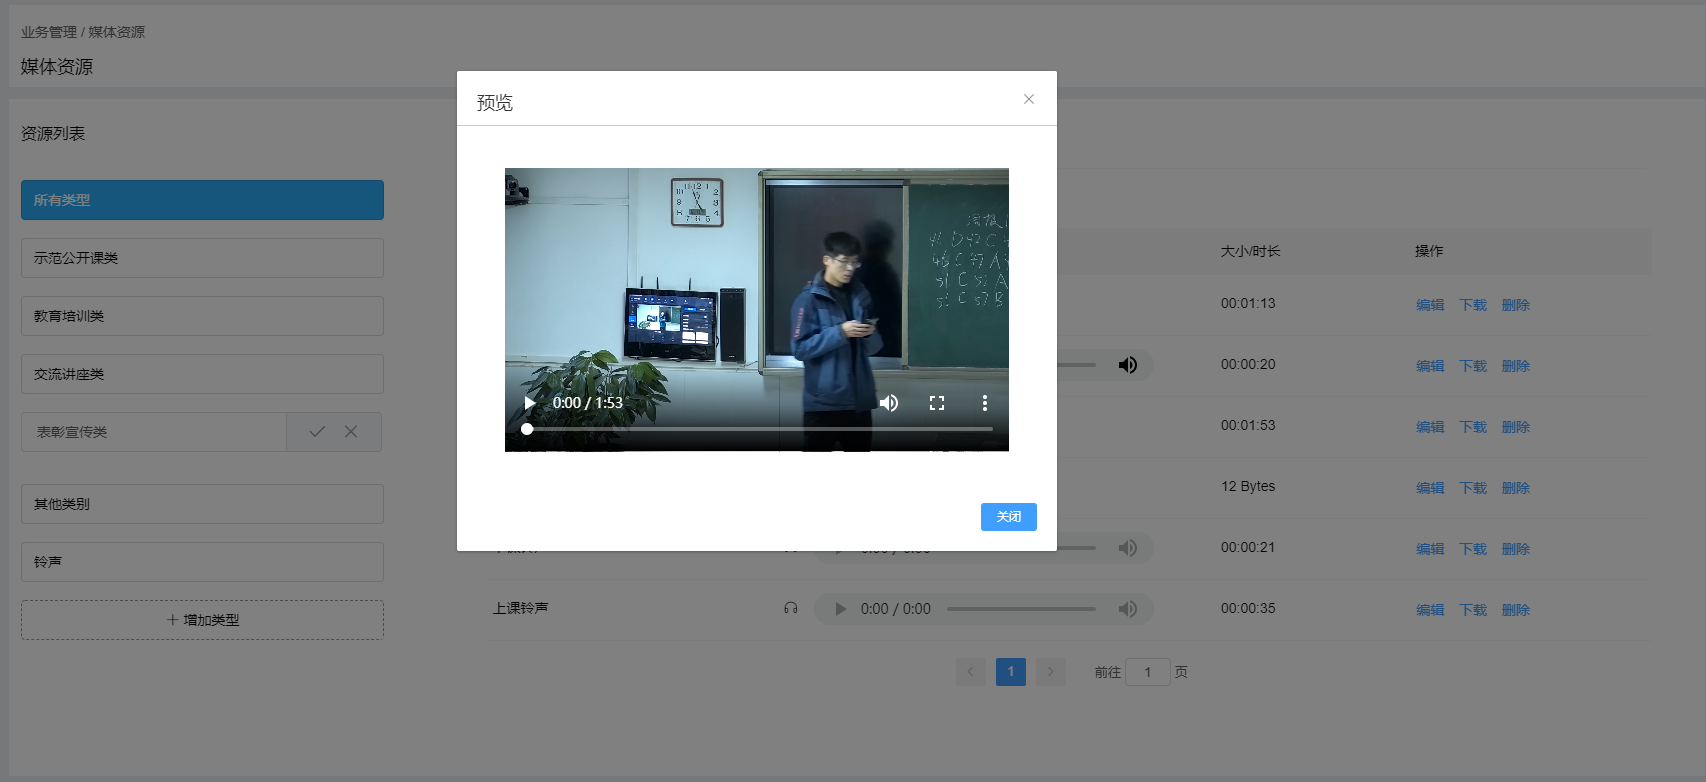 业务管理 / 媒体资源
媒体资源
预览
资源列表
所有类型
示范公开课类
教育培训类
交流讲座类
表彰宣传类
其他类别
铃声
增加类型
0:00 / 1:53
关闭
大小/时长 操作
00:01:13 编辑 下载 删除
00:00:20 编辑 下载 删除
00:01:53 编辑 下载 删除
12 Bytes 编辑 下载 删除
00:00:21 编辑 下载 删除
上课铃声 0:00 / 0:00 00:00:35 编辑 下载 删除
1 前往 1 页